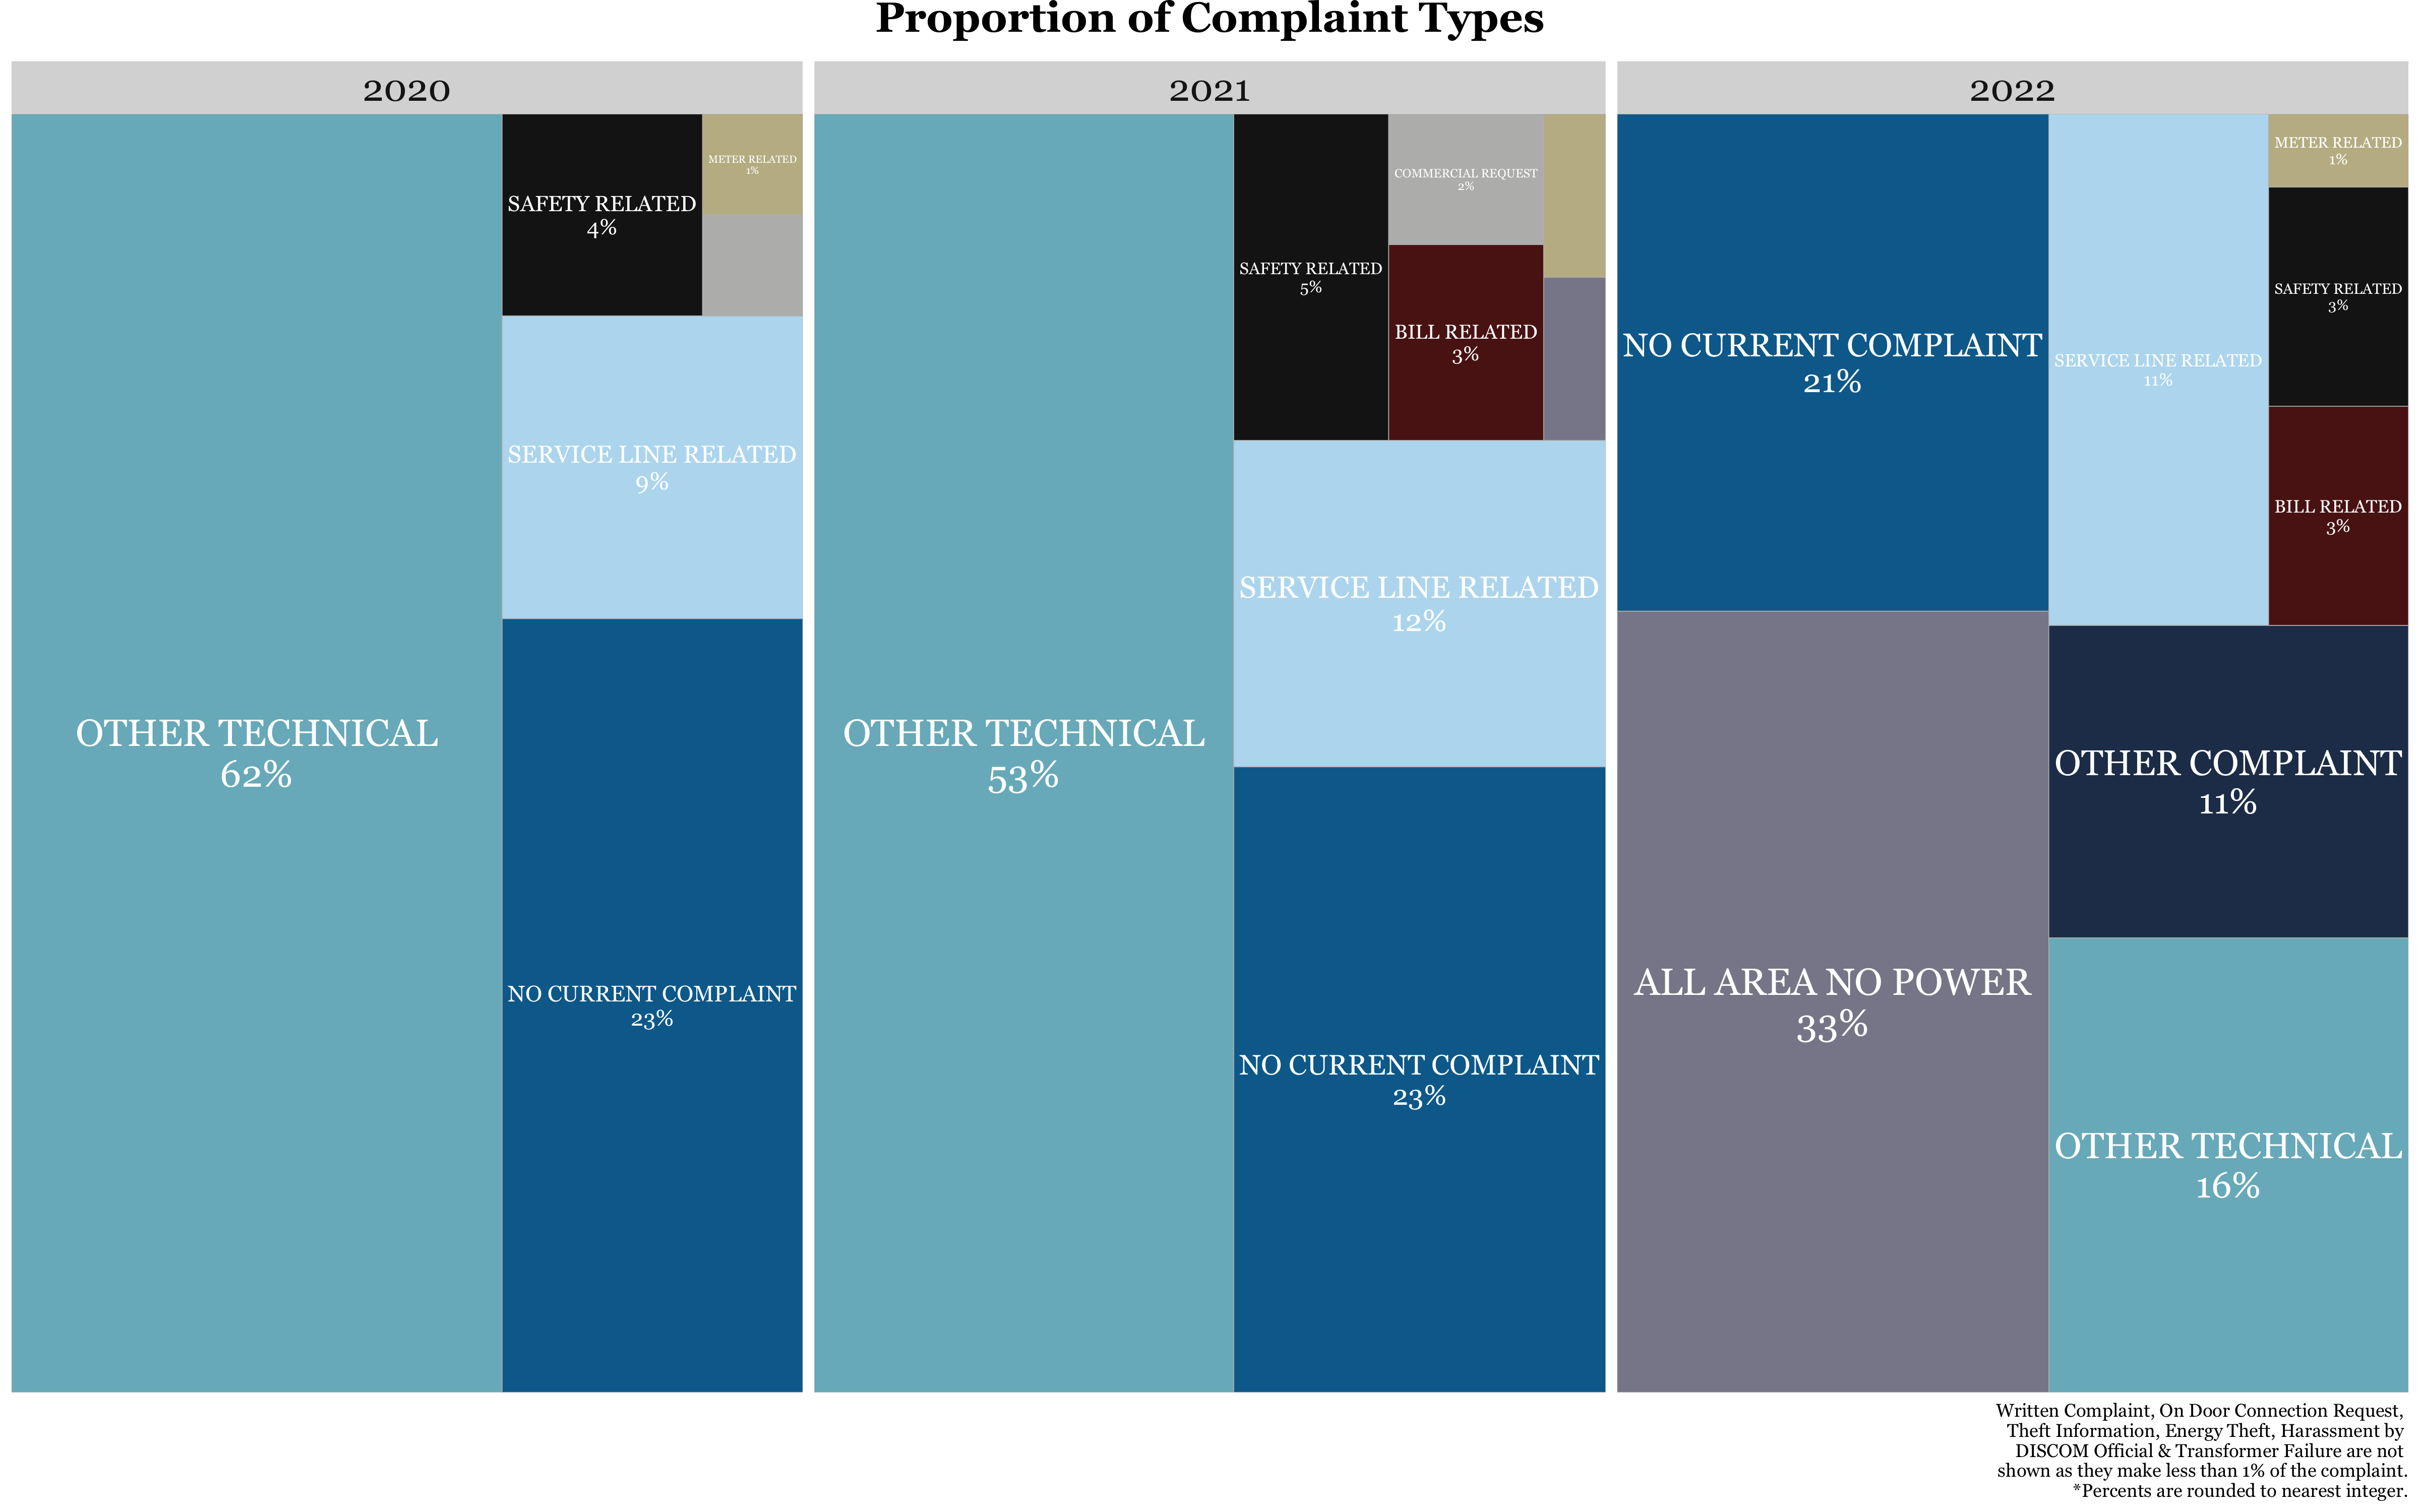 Proportion of Complaint Types
2020
2021
2022
OTHER TECHNICAL
62%
SAFETY RELATED
4%
METER RELATED
1%
SERVICE LINE RELATED
9%
NO CURRENT COMPLAINT
23%
OTHER TECHNICAL
53%
SAFETY RELATED
5%
COMMERCIAL REQUEST
2%
BILL RELATED
3%
SERVICE LINE RELATED
12%
NO CURRENT COMPLAINT
23%
NO CURRENT COMPLAINT
21%
SERVICE LINE RELATED
11%
METER RELATED
1%
SAFETY RELATED
3%
BILL RELATED
3%
OTHER COMPLAINT
11%
ALL AREA NO POWER
33%
OTHER TECHNICAL
16%
Written Complaint, On Door Connection Request,
Theft Information, Energy Theft, Harassment by
DISCOM Official & Transformer Failure are not
shown as they make less than 1% of the complaint.
*Percents are rounded to nearest integer.